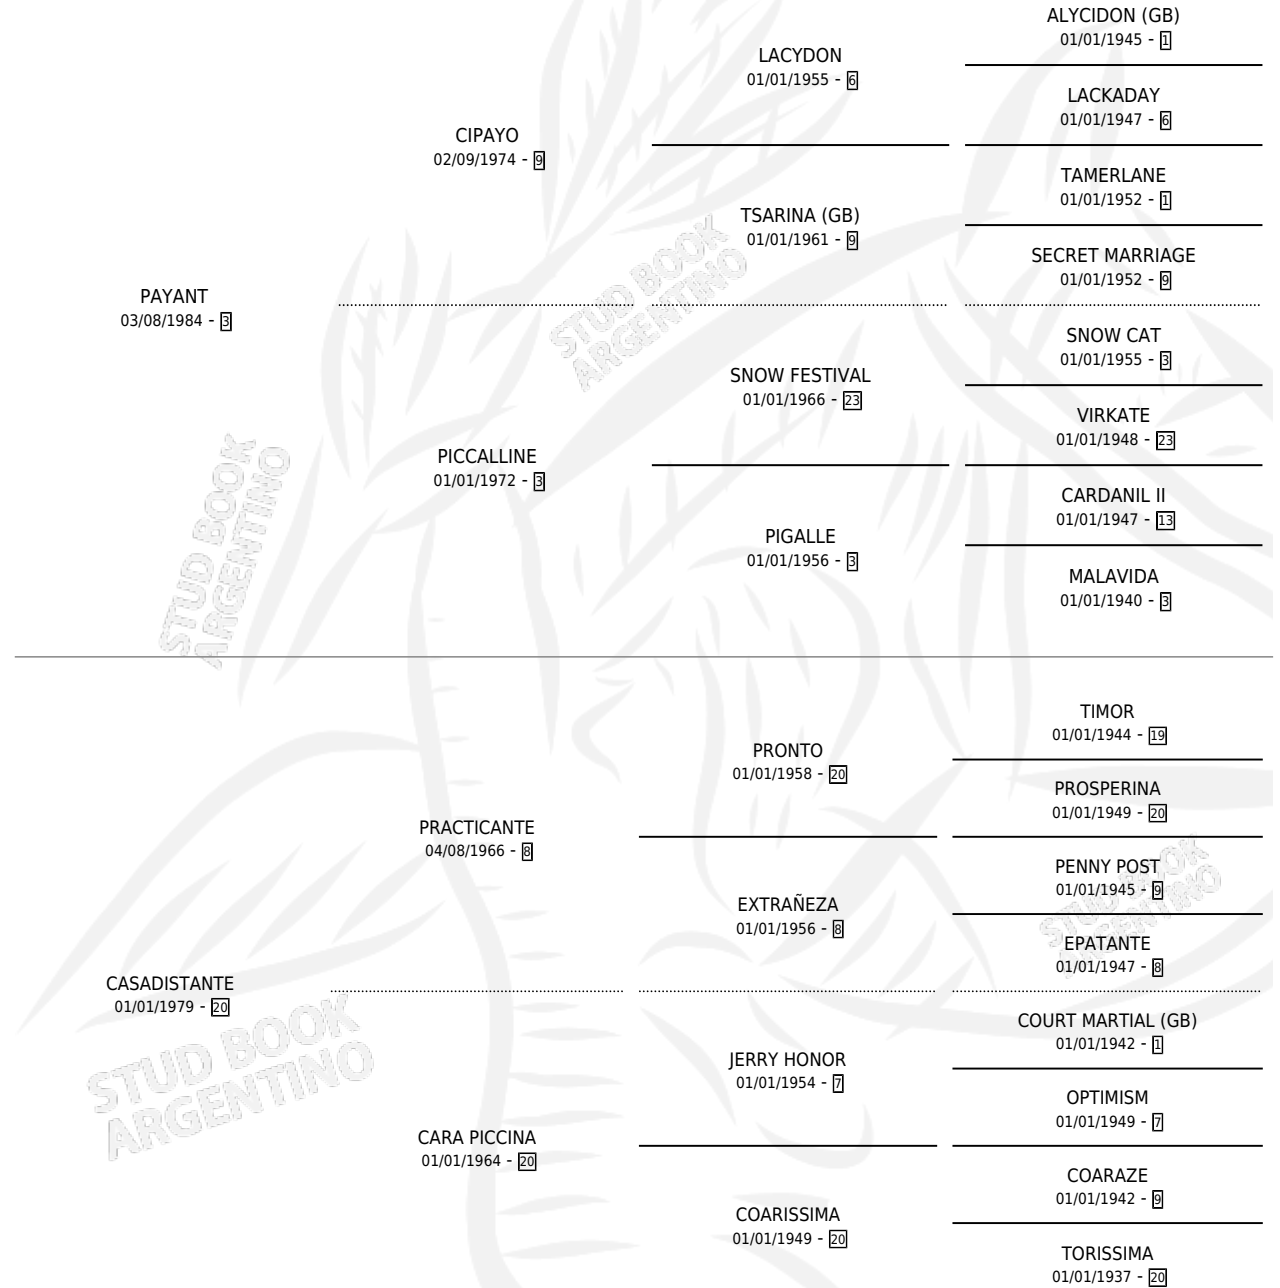 ALYCIDON (GB)
01/01/1945 - 1
LACYDON
01/01/1955 - 6
LACKADAY
01/01/1947 - 6
CIPAYO
02/09/1974 - 9
TAMERLANE
01/01/1952 - 1
TSARINA (GB)
01/01/1961 - 9
SECRET MARRIAGE
01/01/1952 - 9
PAYANT
03/08/1984 - 3
SNOW CAT
01/01/1955 - 3
SNOW FESTIVAL
01/01/1966 - 23
VIRKATE
01/01/1948 - 23
PICCALLINE
01/01/1972 - 3
CARDANIL II
01/01/1947 - 13
PIGALLE
01/01/1956 - 3
MALAVIDA
01/01/1940 - 3
STUD BOOK
ARGENTINO
STUD BOOK
ARGENTINO
TIMOR
01/01/1944 - 19
PRONTO
01/01/1958 - 20
PROSPERINA
01/01/1949 - 20
PRACTICANTE
04/08/1966 - 8
PENNY POST
01/01/1945 - 9
EXTRAÑEZA
01/01/1956 - 8
EPATANTE
01/01/1947 - 8
CASADISTANTE
01/01/1979 - 20
COURT MARTIAL (GB)
01/01/1942 - 1
JERRY HONOR
01/01/1954 - 7
OPTIMISM
01/01/1949 - 7
CARA PICCINA
01/01/1964 - 20
COARAZE
01/01/1942 - 9
COARISSIMA
01/01/1949 - 20
TORISSIMA
01/01/1937 - 20
STUD BOOK
ARGENTINO
STUD BOOK
ARGENTINO